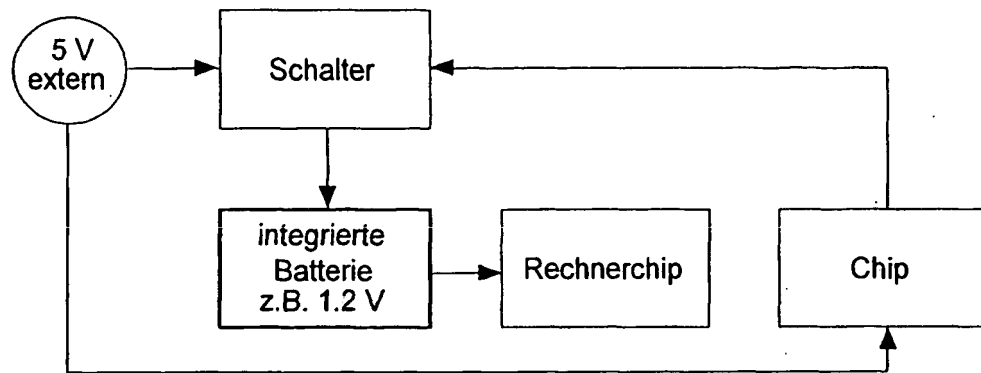 5 V
extern
Schalter
integrierte
Batterie
z.B. 1.2 V
Rechnerchip
Chip